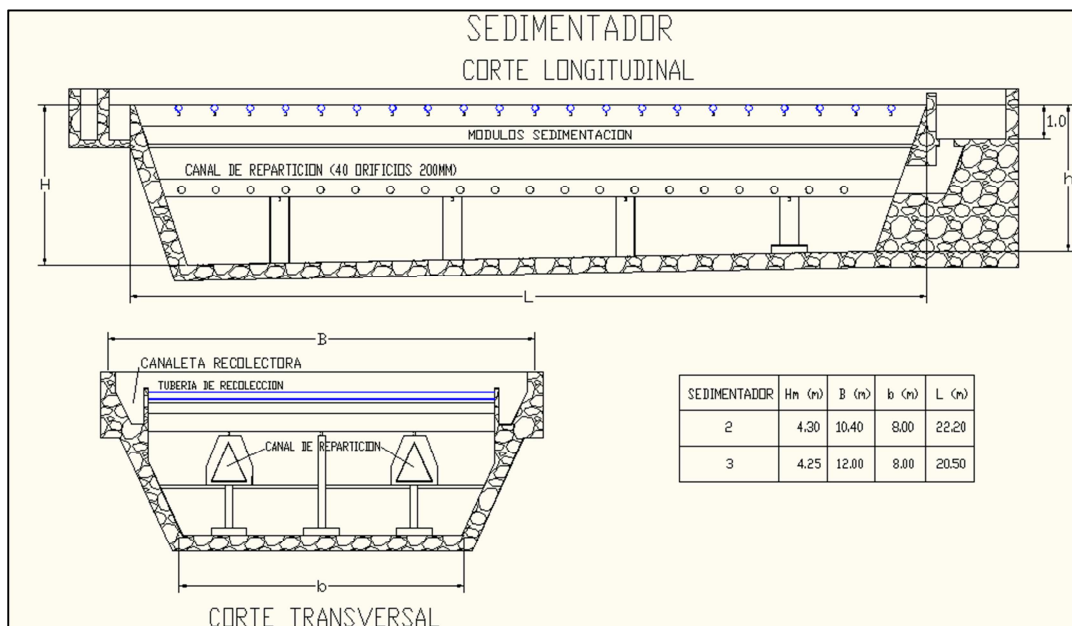 SEDIMENTADOR
CORTE LONGITUDINAL
1.0
MODULOS SEDIMENTACION
CANAL DE REPARTICION (40 ORIFICIOS 200MM)
H
h
L
B
CANALETA RECOLECTORA
TUBERIA DE RECOLECCION
CANAL DE REPARTICION
b
CORTE TRANSVERSAL
SEDIMENTADOR Hm (m) B (m) b (m) L (m)
2 4.30 10.40 8.00 22.20
3 4.25 12.00 8.00 20.50